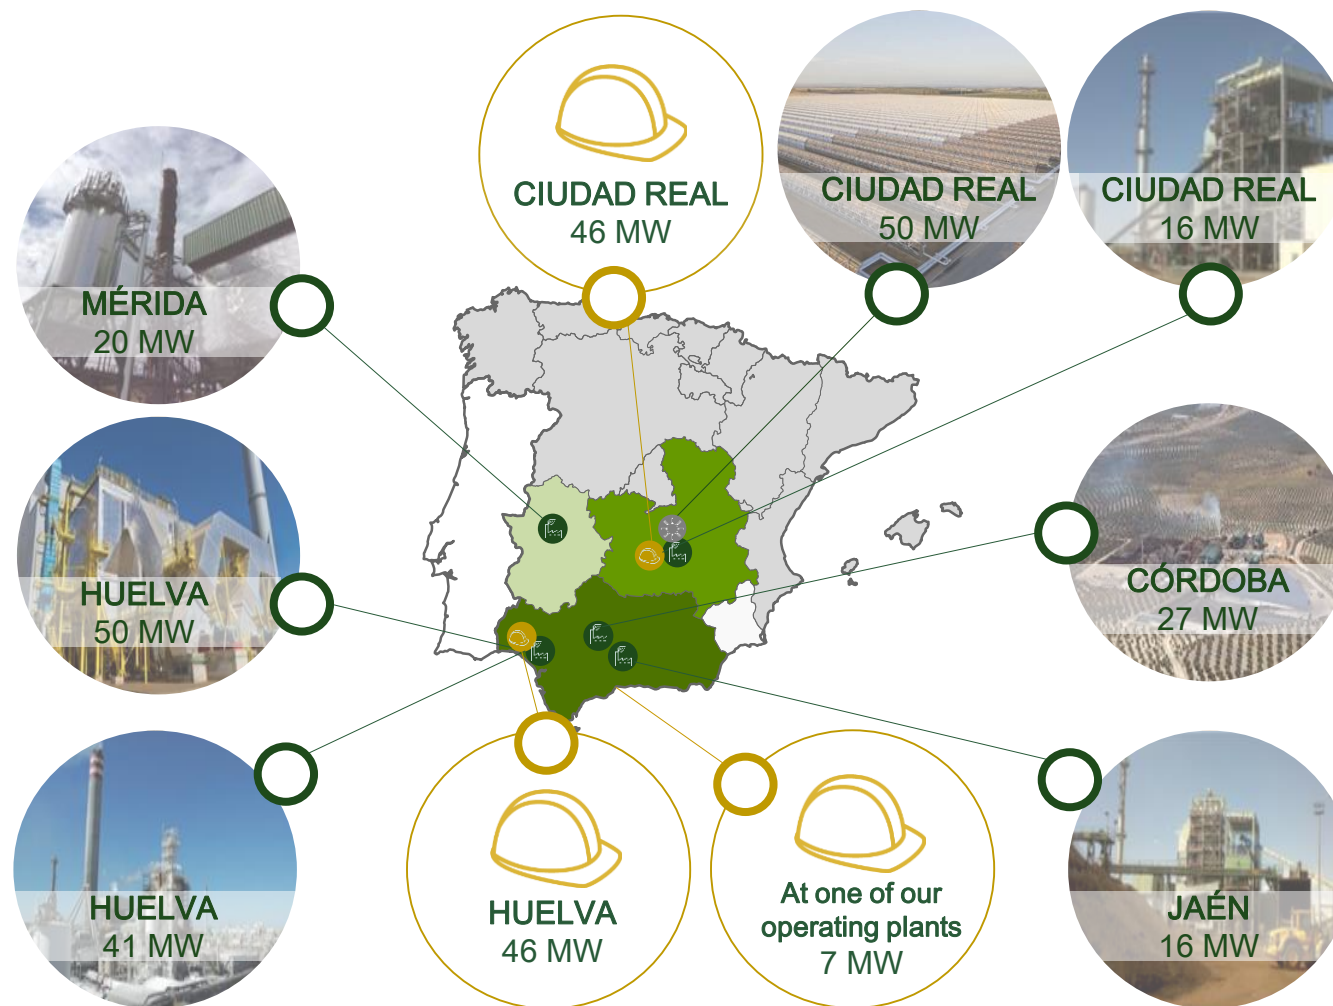 CIUDAD REAL
46 MW
CIUDAD REAL
50 MW
CIUDAD REAL
16 MW
MÉRIDA
20 MW
HUELVA
50 MW
CÓRDOBA
27 MW
HUELVA
41 MW
HUELVA
46 MW
At one of our
operating plants
7 MW
JAÉN
16 MW